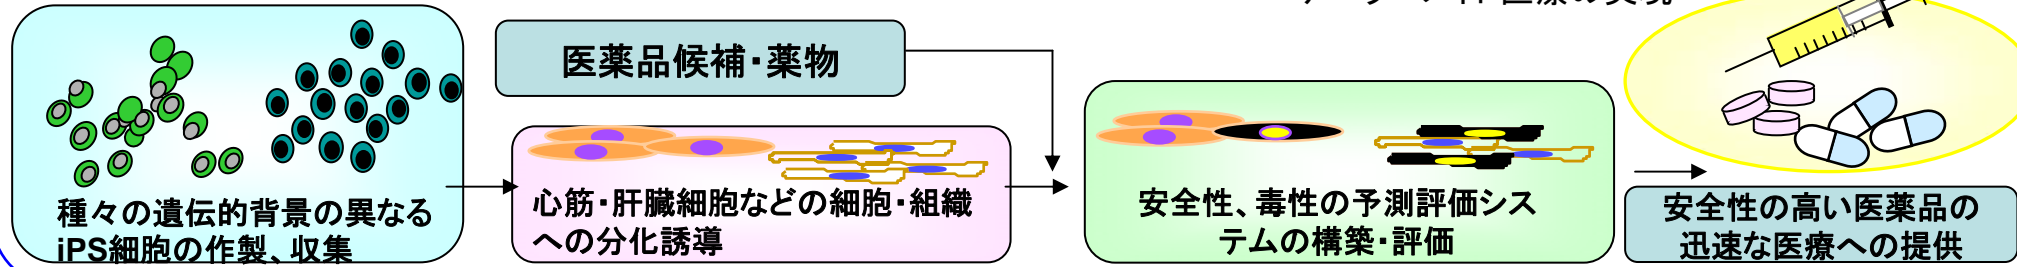 医薬品候補・薬物
種々の遺伝的背景の異なる
iPS細胞の作製、収集
心筋・肝臓細胞などの細胞・組織
への分化誘導
安全性、毒性の予測評価シス
テムの構築・評価
安全性の高い医薬品の
迅速な医療への提供